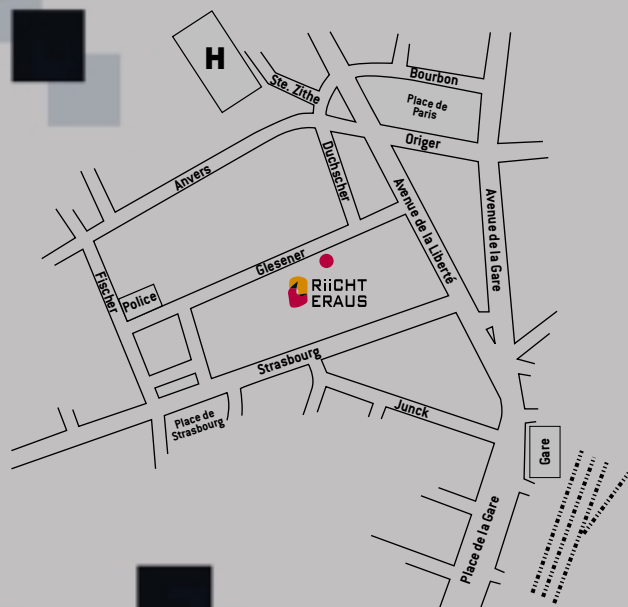 H
Ste. Zithe
Bourbon
Place de
Paris
Origer
Anvers
Duchscher
Avenue de la Liberté
Avenue de la Gare
Glesener
Fischer
Police
RiiCHT
ERAUS
Strasbourg
Place de
Strasbourg
Junck
Gare
Place de la Gare